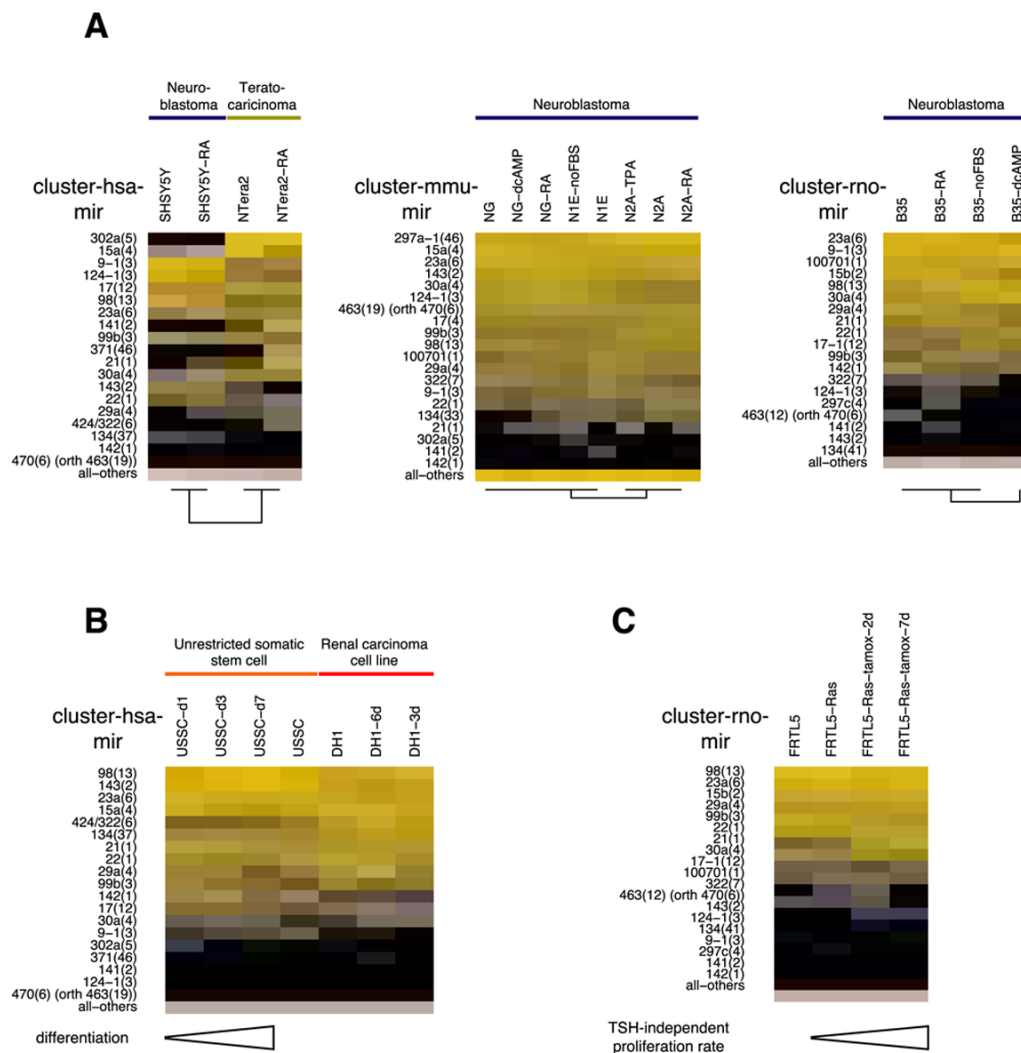 A
Neuro-
blastoma
Terato-
caricinoma
Neuroblastoma
Neuroblastoma
cluster-hsa-
mir
SHSY5Y
SHSY5Y-RA
NTera2
NTera2-RA
cluster-mmu-
mir
NG
NG-dcAMP
NG-RA
N1E-noFBS
N1E
N2A-TPA
N2A
N2A-RA
cluster-rno-
mir
B35
B35-RA
B35-noFBS
B35-dcAMP
302a(5)
15a(4)
9-1(3)
124-1(3)
17(12)
98(13)
23a(6)
141(2)
99b(3)
371(46)
21(1)
30a(4)
143(2)
22(1)
29a(4)
424/322(6)
134(37)
142(1)
470(6) (orth 463(19))
all-others
297a-1(46)
15a(4)
23a(6)
143(2)
30a(4)
124-1(3)
463(19) (orth 470(6))
17(4)
99b(3)
98(13)
100701(1)
29a(4)
322(7)
9-1(3)
22(1)
134(33)
21(1)
302a(5)
141(2)
142(1)
all-others
23a(6)
9-1(3)
100701(1)
15b(2)
98(13)
30a(4)
29a(4)
21(1)
22(1)
17-1(12)
99b(3)
142(1)
322(7)
124-1(3)
297c(4)
463(12) (orth 470(6))
141(2)
143(2)
134(41)
all-others
B
Unrestricted somatic
stem cell
Renal carcinoma
cell line
cluster-hsa-
mir
USSC-d1
USSC-d3
USSC-d7
USSC
DH1
DH1-6d
DH1-3d
98(13)
143(2)
23a(6)
15a(4)
424/322(6)
134(37)
21(1)
22(1)
29a(4)
99b(3)
142(1)
17(12)
30a(4)
9-1(3)
302a(5)
371(46)
141(2)
124-1(3)
470(6) (orth 463(19))
all-others
differentiation
C
cluster-rno-
mir
FRTL5
FRTL5-Ras
FRTL5-Ras-tamox-2d
FRTL5-Ras-tamox-7d
98(13)
23a(6)
15b(2)
29a(4)
99b(3)
22(1)
21(1)
30a(4)
17-1(12)
100701(1)
322(7)
463(12) (orth 470(6))
143(2)
124-1(3)
134(41)
9-1(3)
297c(4)
141(2)
142(1)
all-others
TSH-independent
proliferation rate